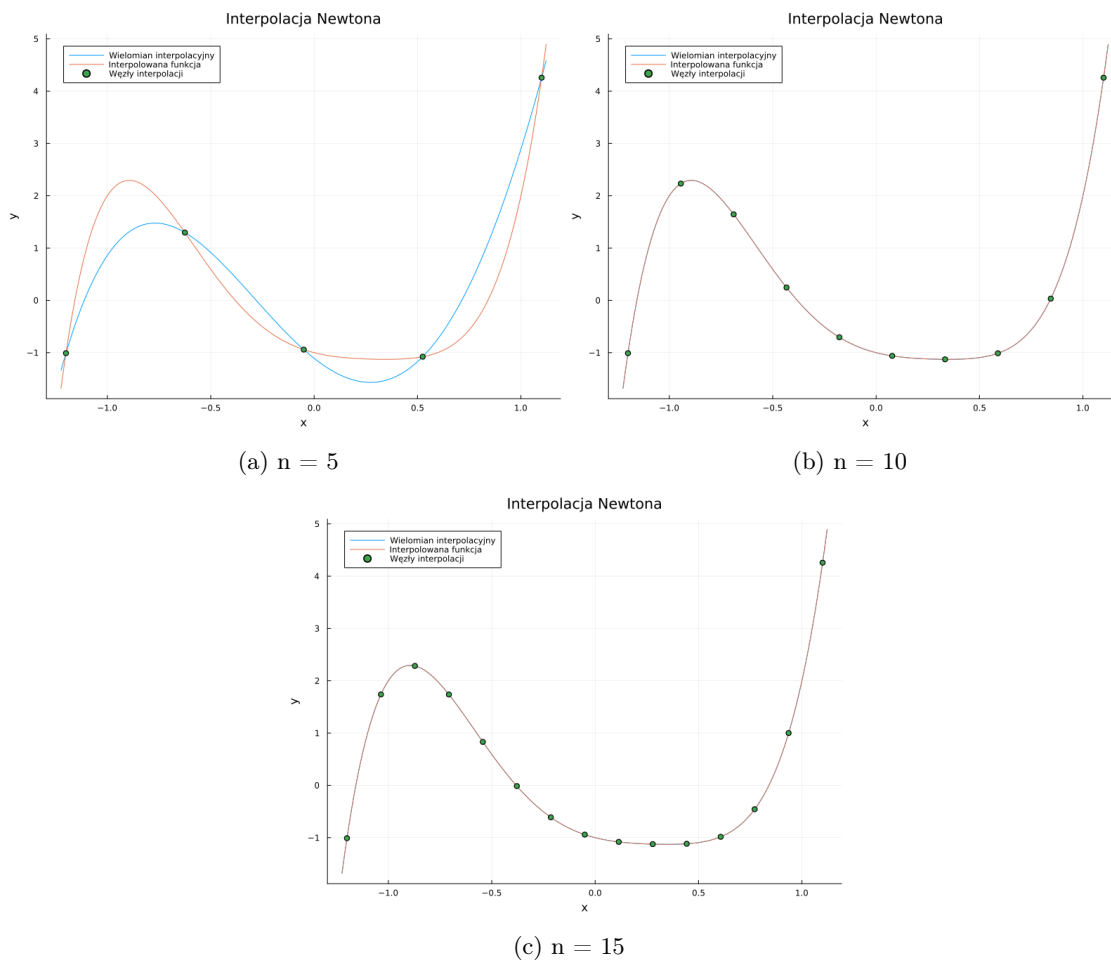 Interpolacja Newtona
Wielomian interpolacyjny
Interpolowana funkcja
Węzły interpolacji
5
4
3
2
1
0
−1
y
−1.0 −0.5 0.0 0.5 1.0
x
(a) n = 5
Interpolacja Newtona
Wielomian interpolacyjny
Interpolowana funkcja
Węzły interpolacji
5
4
3
2
1
0
−1
y
−1.0 −0.5 0.0 0.5 1.0
x
(b) n = 10
Interpolacja Newtona
Wielomian interpolacyjny
Interpolowana funkcja
Węzły interpolacji
5
4
3
2
1
0
−1
y
−1.0 −0.5 0.0 0.5 1.0
x
(c) n = 15